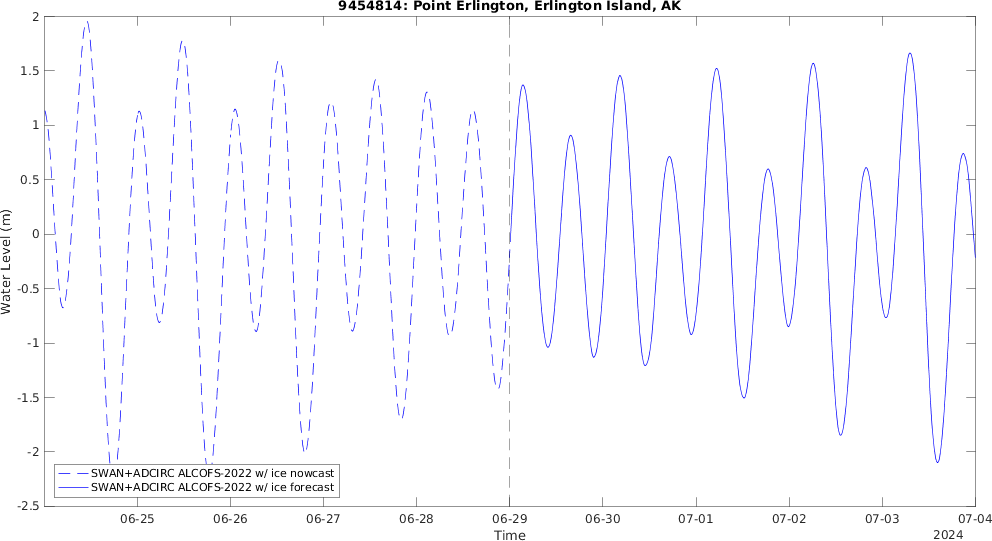 9454814: Point Erlington, Erlington Island, AK
2
1.5
1
0.5
0
-0.5
-1
-1.5
-2
-2.5
Water Level (m)
SWAN+ADCIRC ALCOFS-2022 w/ ice nowcast
SWAN+ADCIRC ALCOFS-2022 w/ ice forecast
06-25 06-26 06-27 06-28 06-29 06-30 07-01 07-02 07-03 07-04
Time
2024